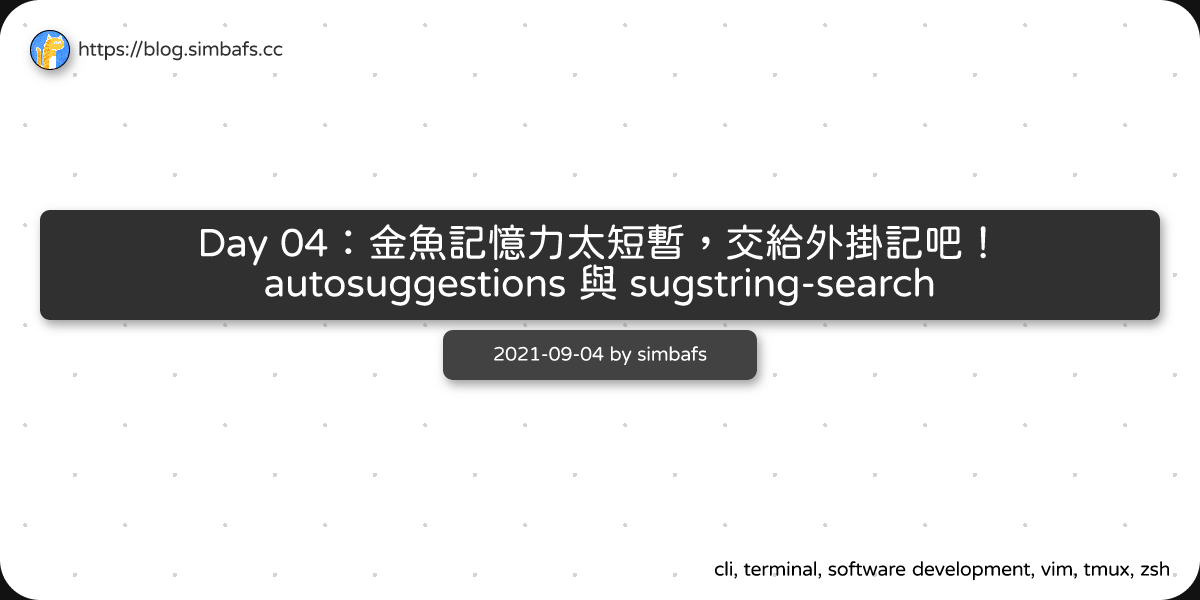 https://blog.simbafs.cc
Day 04：金魚記憶力太短暫，交給外掛記吧！
autosuggestions 與 sugstring-search
2021-09-04 by simbafs
cli, terminal, software development, vim, tmux, zsh